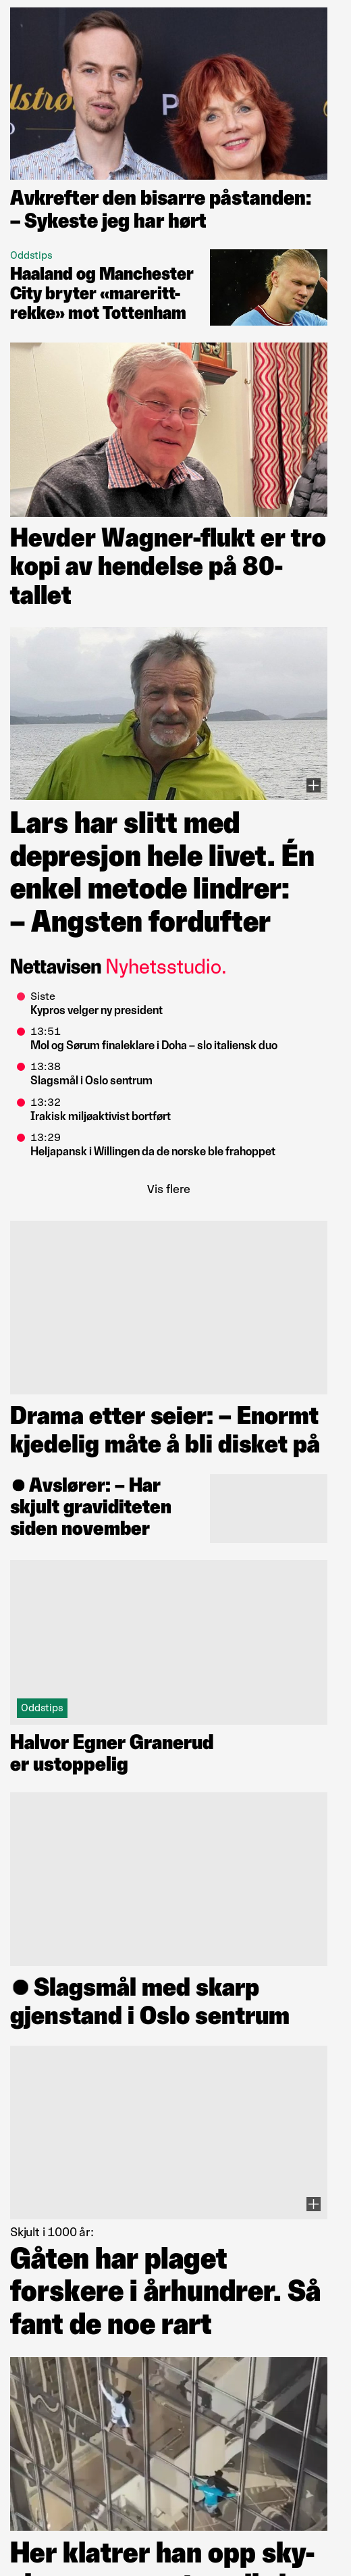 llstrø
P
Avkrefter den bisarre påstanden:
– Sykeste jeg har hørt
Oddstips
Haaland og Manchester
City bryter «mareritt-
rekke» mot Tottenham
Hevder Wagner-flukt er tro
kopi av hendelse på 80-
tallet
Lars har slitt med
depresjon hele livet. Én
enkel metode lindrer:
– Angsten fordufter
Nettavisen Nyhetsstudio.
Siste
Kypros velger ny president
13:51
Mol og Sørum finaleklare i Doha – slo italiensk duo
13:38
Slagsmål i Oslo sentrum
13:32
Irakisk miljøaktivist bortført
13:29
Heljapansk i Willingen da de norske ble frahoppet
Vis flere
Drama etter seier: – Enormt
kjedelig måte å bli disket på
Avslører: – Har
skjult graviditeten
siden november
Oddstips
Halvor Egner Granerud
er ustoppelig
Slagsmål med skarp
gjenstand i Oslo sentrum
Skjult i 1000 år:
Gåten har plaget
forskere i århundrer. Så
fant de noe rart
Her klatrer han opp sky-